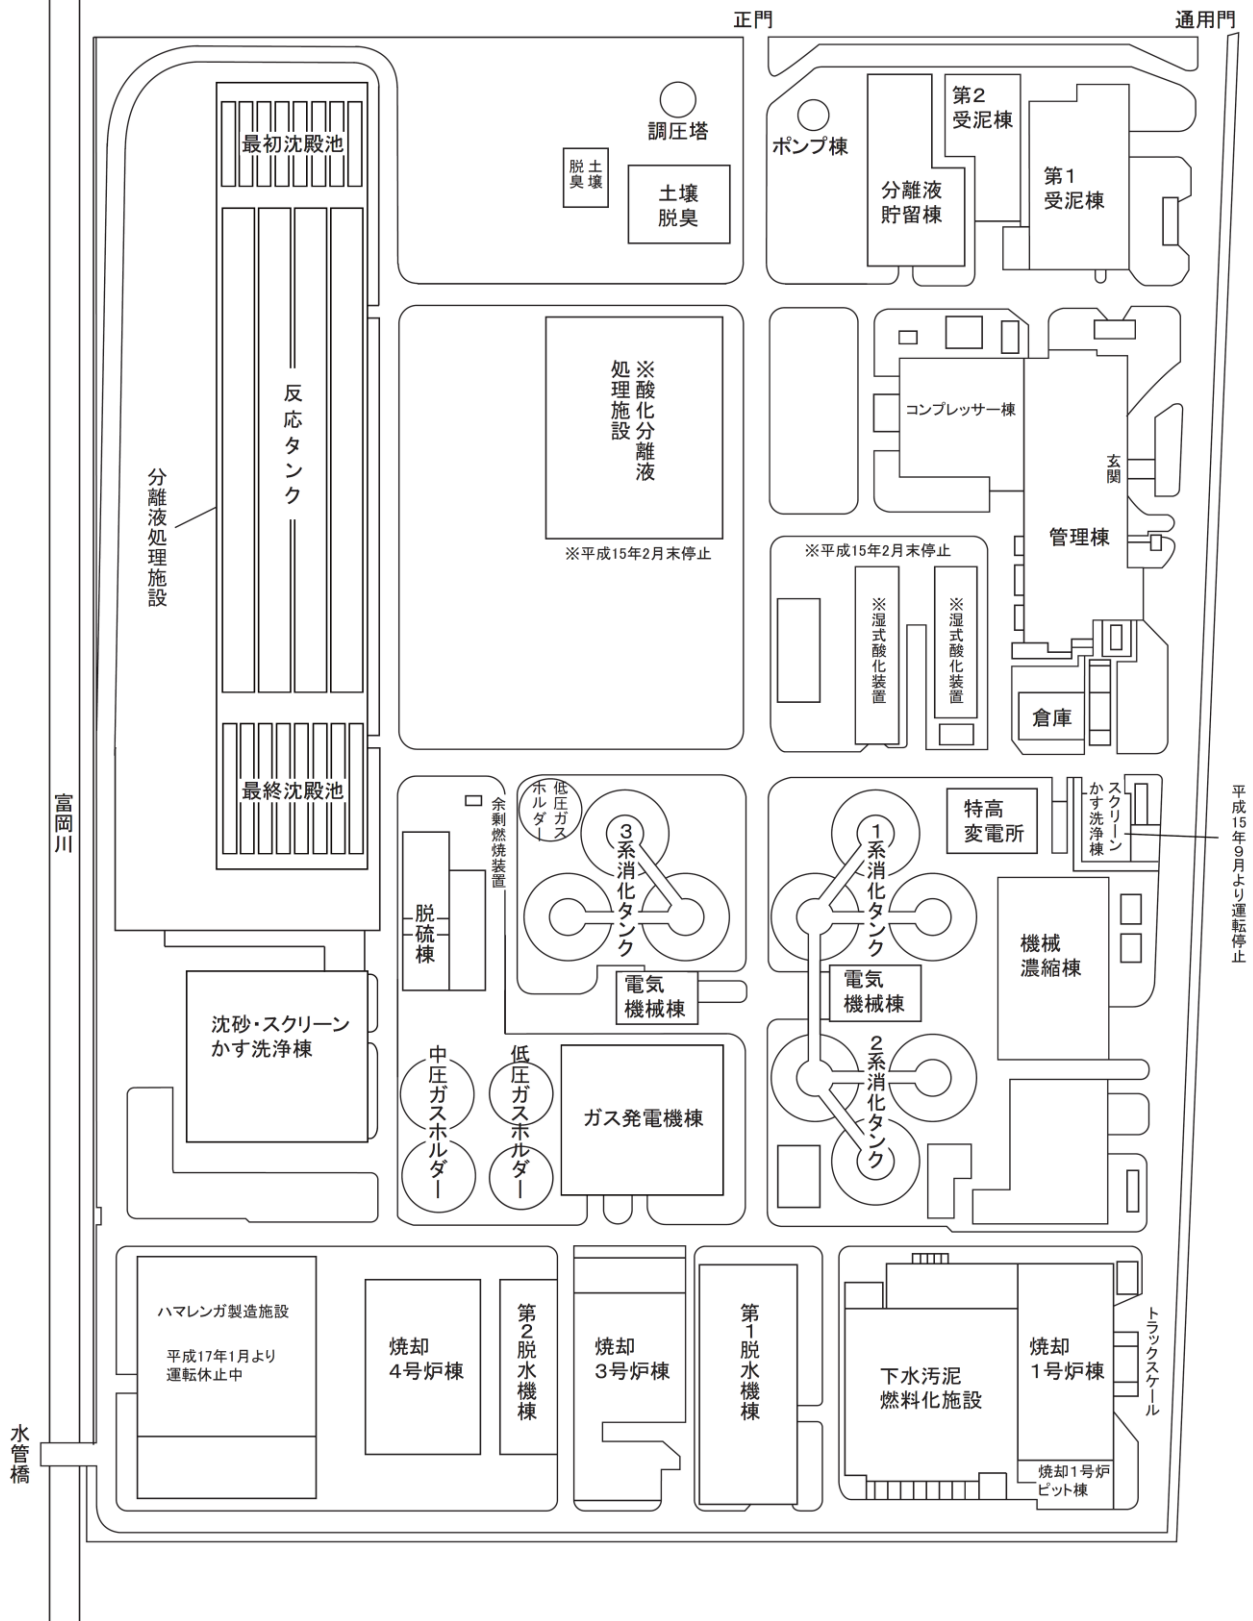 正門
通用門
最初沈殿池
調圧塔
土壌
脱臭
土壌
脱臭
ポンプ棟
第2
受泥棟
分離液
貯留棟
第1
受泥棟
反応タンク
分離液処理施設
※酸化分離液
処理施設
※平成15年2月末停止
コンプレッサー棟
玄関
管理棟
※平成15年2月末停止
※湿式酸化装置
※湿式酸化装置
倉庫
最終沈殿池
富岡川
余剰燃焼装置
低圧ガス
ホルダー
3系消化タンク
1系消化タンク
特高
変電所
スクリーン
かす洗浄棟
平成15年9月より運転停止
脱硫棟
電気
機械棟
電気
機械棟
機械
濃縮棟
沈砂・スクリーン
かす洗浄棟
中圧ガスホルダー
低圧ガスホルダー
ガス発電機棟
2系消化タンク
ハマレンガ製造施設
平成17年1月より
運転休止中
焼却
4号炉棟
第2脱水機棟
焼却
3号炉棟
第1脱水機棟
下水汚泥
燃料化施設
焼却
1号炉棟
トラックスケール
焼却1号炉
ピット棟
水管橋